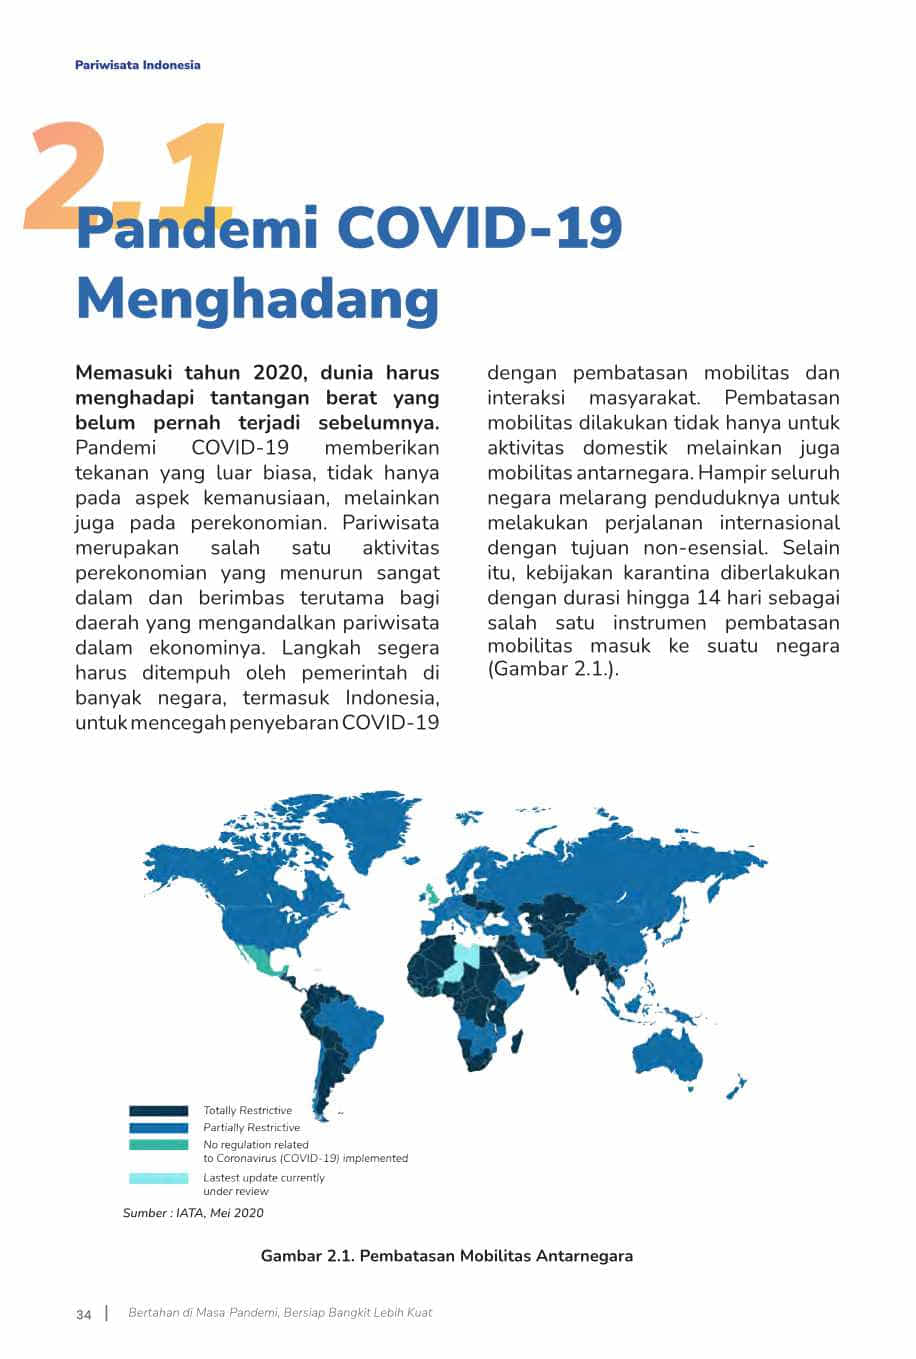 Pariwisata Indonesia
2.1
Pandemi COVID-19
Menghadang
Memasuki tahun 2020, dunia harus
menghadapi tantangan berat yang
belum pernah terjadi sebelumnya.
Pandemi COVID-19 memberikan
tekanan yang luar biasa, tidak hanya
pada aspek kemanusiaan, melainkan
juga pada perekonomian. Pariwisata
merupakan salah satu aktivitas
perekonomian yang menurun sangat
dalam dan berimbas terutama bagi
daerah yang mengandalkan pariwisata
dalam ekonominya. Langkah segera
harus ditempuh oleh pemerintah di
banyak negara, termasuk Indonesia,
untuk mencegah penyebaran COVID-19
dengan pembatasan mobilitas dan
interaksi masyarakat. Pembatasan
mobilitas dilakukan tidak hanya untuk
aktivitas domestik melainkan juga
mobilitas antarnegara. Hampir seluruh
negara melarang penduduknya untuk
melakukan perjalanan internasional
dengan tujuan non-esensial. Selain
itu, kebijakan karantina diberlakukan
dengan durasi hingga 14 hari sebagai
salah satu instrumen pembatasan
mobilitas masuk ke suatu negara
(Gambar 2.1.).
Totally Restrictive
Partially Restrictive
No regulation related
to Coronavirus (COVID-19) implemented
Lastest update currently
under review
Sumber : IATA, Mei 2020
Gambar 2.1. Pembatasan Mobilitas Antarnegara
34 | Bertahan di Masa Pandemi, Bersiap Bangkit Lebih Kuat